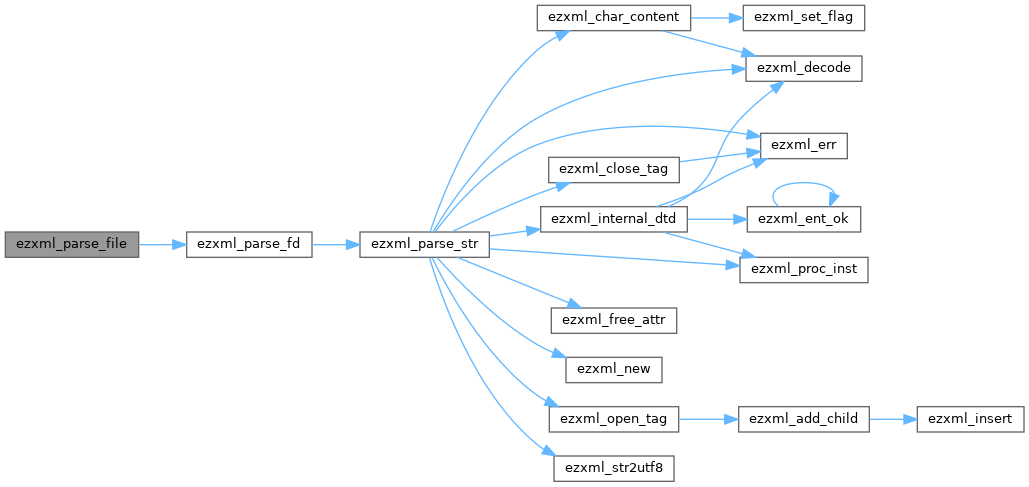 ezxml_char_content
ezxml_set_flag
ezxml_decode
ezxml_err
ezxml_close_tag
ezxml_internal_dtd
ezxml_ent_ok
ezxml_parse_file
ezxml_parse_fd
ezxml_parse_str
ezxml_proc_inst
ezxml_free_attr
ezxml_new
ezxml_open_tag
ezxml_add_child
ezxml_insert
ezxml_str2utf8